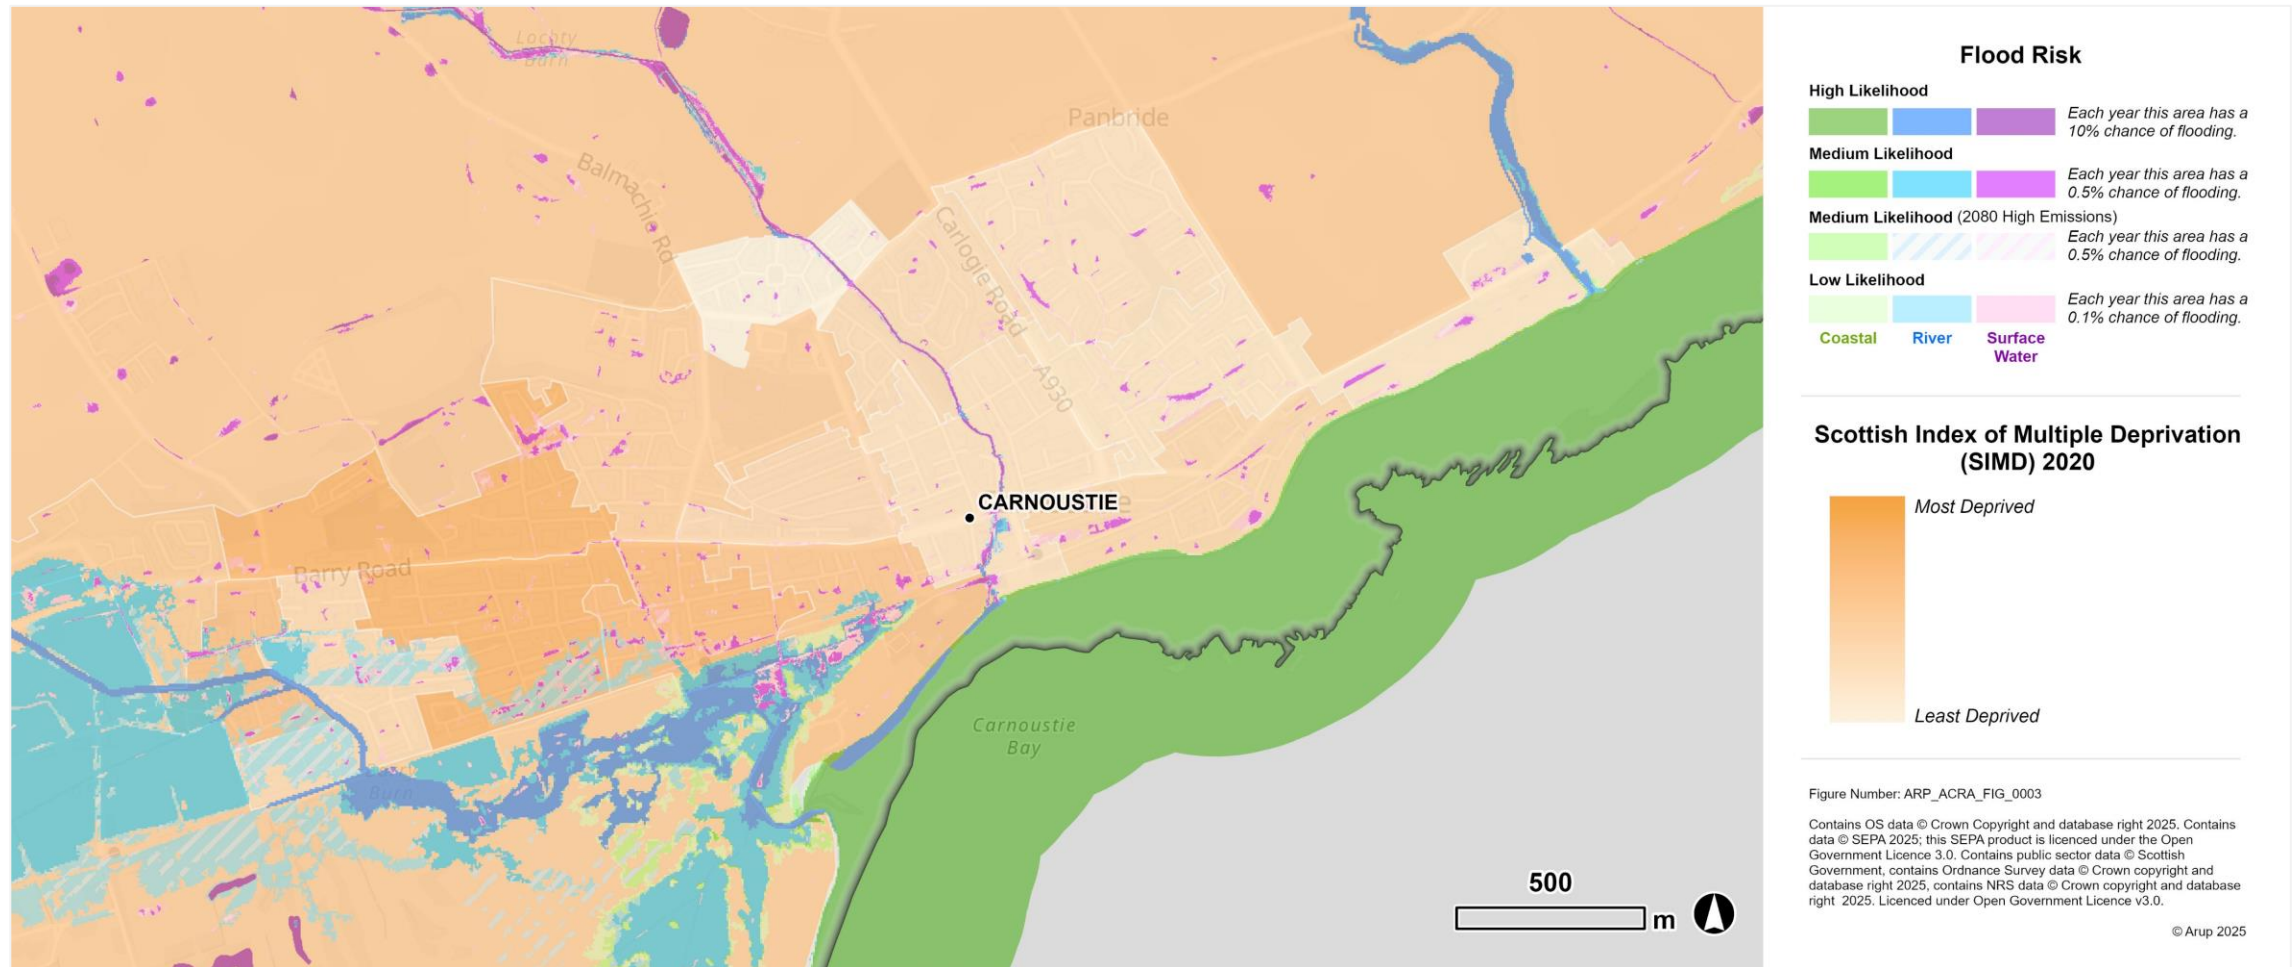 Lochty
Burn
Panbride
Balmachie Rd
Carlogie Road
A930
CARNOUSTIE
Barry Road
Carnoustie
Bay
Burn
500
m
Flood Risk
High Likelihood
Each year this area has a
10% chance of flooding.
Medium Likelihood
Each year this area has a
0.5% chance of flooding.
Medium Likelihood (2080 High Emissions)
Each year this area has a
0.5% chance of flooding.
Low Likelihood
Each year this area has a
0.1% chance of flooding.
Coastal
River
Surface
Water
Scottish Index of Multiple Deprivation
(SIMD) 2020
Most Deprived
Least Deprived
Figure Number: ARP_ACRA_FIG_0003
Contains OS data © Crown Copyright and database right 2025. Contains
data © SEPA 2025; this SEPA product is licenced under the Open
Government Licence 3.0. Contains public sector data © Scottish
Government, contains Ordnance Survey data © Crown copyright and
database right 2025, contains NRS data © Crown copyright and database
right 2025. Licenced under Open Government Licence v3.0.
© Arup 2025